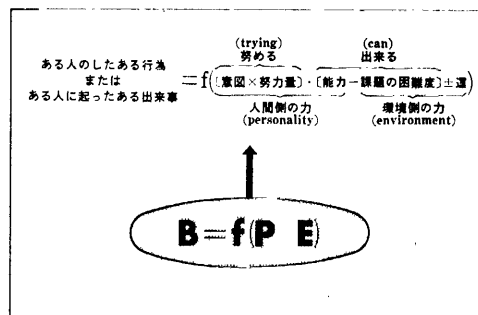 (trying) (can)
努める 出来る
ある人のしたある行為
または
ある人に起ったある出来事
=f([意図×努力量]・[能力-課題の困難度]±運)
人間側の力 環境側の力
(personality) (environment)
B=f(P E)